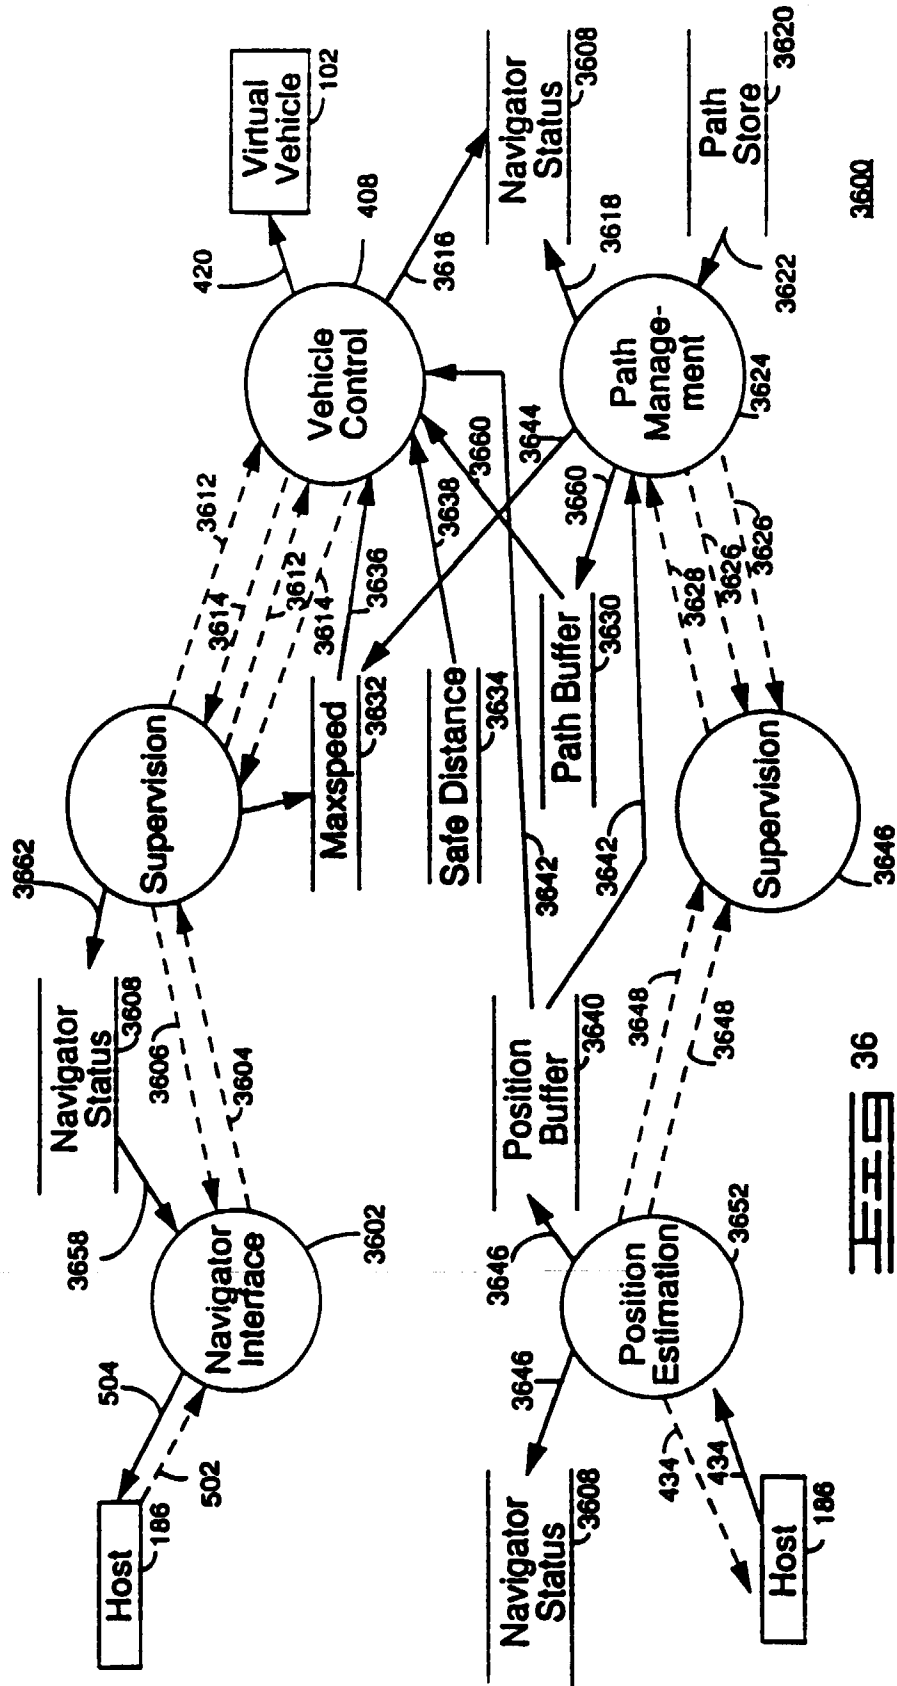 Host
186
504
502
Navigator
Interface
3602
3658
Navigator
Status
3608
3606
3604
3662
Supervision
3612
3614
3612
3614
Vehicle
Control
408
420
Virtual
Vehicle
102
3616
Navigator
Status
3608
Maxspeed
3632
3636
Safe Distance
3634
3638
3660
3644
Path Buffer
3630
3660
3642
3642
Position
Buffer
3640
Path
Manage-
ment
3624
3618
3622
Path
Store
3620
3628
3626
3626
Supervision
3646
3648
3648
Position
Estimation
3652
3646
3646
Navigator
Status
3608
434
434
Host
186
FIG 36
3600